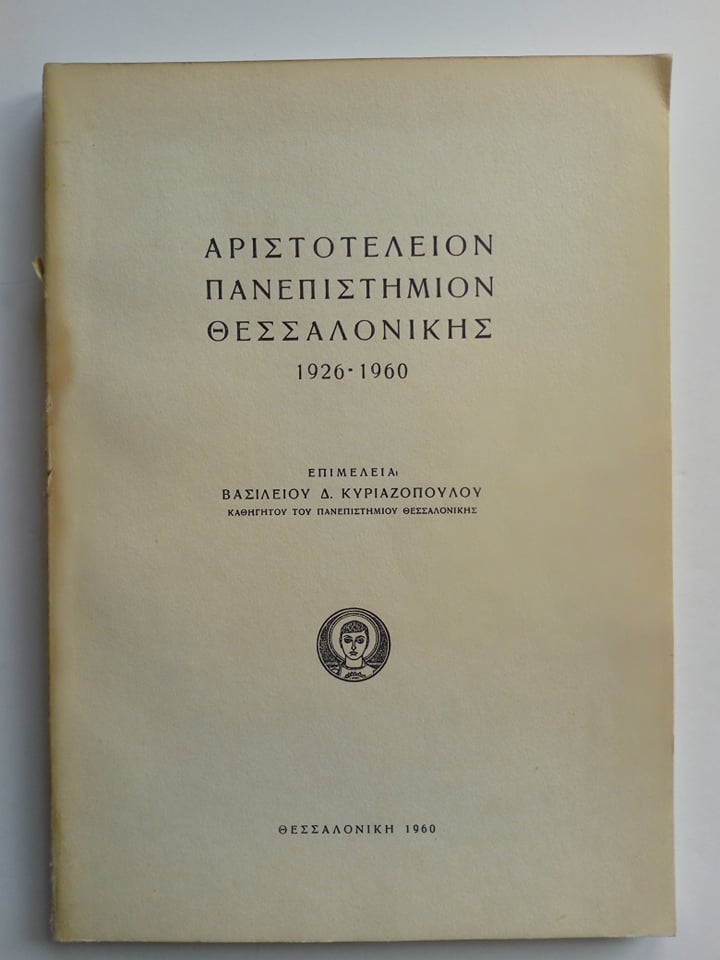 ΑΡΙΣΤΟΤΕΛΕΙΟΝ
ΠΑΝΕΠΙΣΤΗΜΙΟΝ
ΘΕΣΣΑΛΟΝΙΚΗΣ
1926-1960
ΕΠΙΜΕΛΕΙΑ:
ΒΑΣΙΛΕΙΟΥ Δ. ΚΥΡΙΑΖΟΠΟΥΛΟΥ
ΚΑΘΗΓΗΤΟΥ ΤΟΥ ΠΑΝΕΠΙΣΤΗΜΙΟΥ ΘΕΣΣΑΛΟΝΙΚΗΣ
ΘΕΣΣΑΛΟΝΙΚΗ 1960